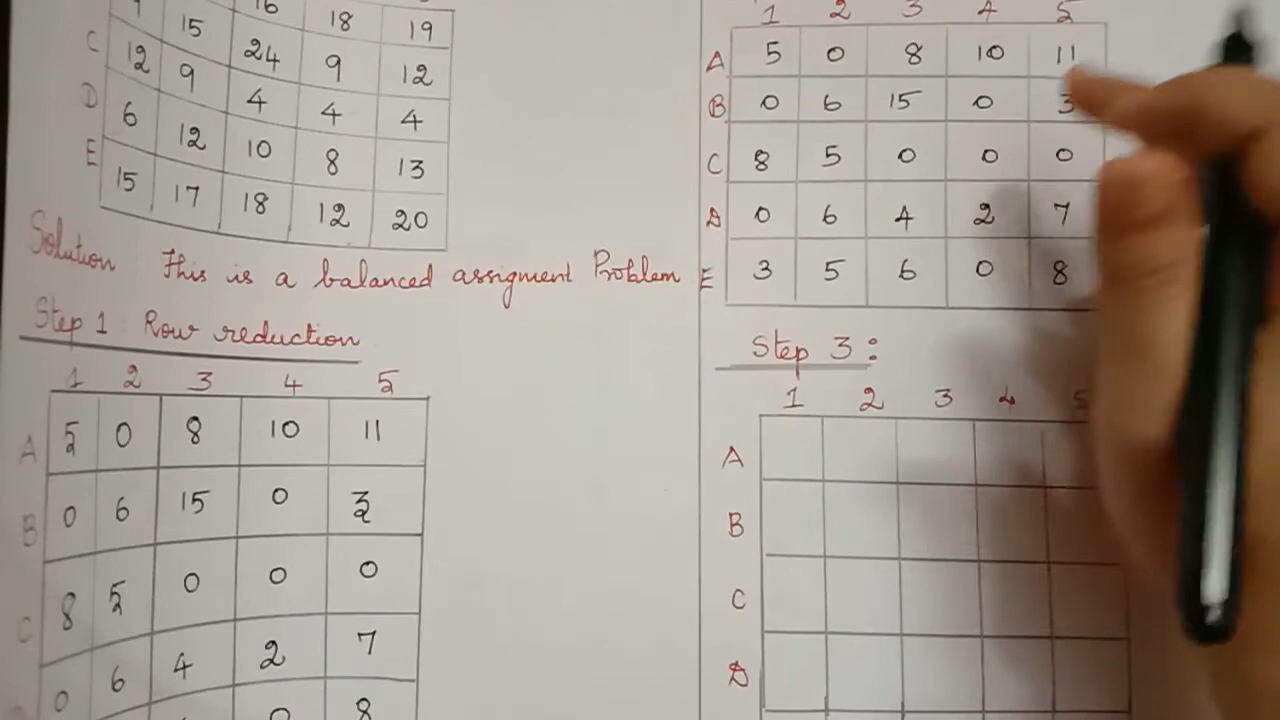 16 18 19
15
C 12 9 24 9 12
D 6 12 4 4 4
E 15 17 10 8 13
18 12 20
Solution This is a balanced assigment Problem
Step 1 Row reduction
1 2 3 4 5
A 5 0 8 10 11
B 0 6 15 0 3
C 8 5 0 0 0
0 6 4 2 7
0 8
1 2 3 4 5
A 5 0 8 10 11
B 0 6 15 0 3
C 8 5 0 0 0
D 0 6 4 2 7
E 3 5 6 0 8
Step 3 :
1 2 3 4 5
A
B
C
D